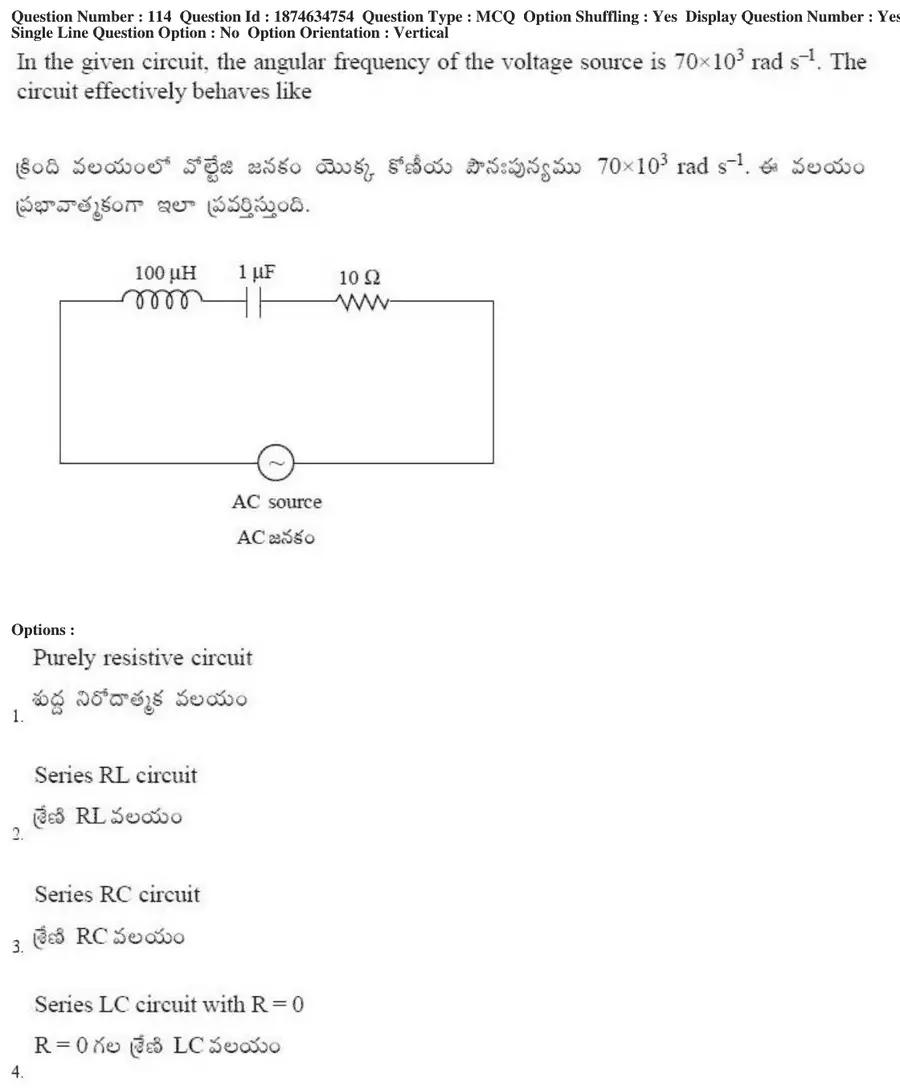 Question Number : 114 Question Id : 1874634754 Question Type : MCQ Option Shuffling : Yes Display Question Number : Yes
Single Line Question Option : No Option Orientation : Vertical
In the given circuit, the angular frequency of the voltage source is 70×10³ rad s⁻¹. The
circuit effectively behaves like
క్రింది వలయంలో వోల్టేజి జనకం యొక్క కోణీయ పౌనఃపున్యము 70×10³ rad s⁻¹. ఈ వలయం
ప్రభావాత్మకంగా ఇలా ప్రవర్తిస్తుంది.
100 μH 1 μF 10 Ω
~
AC source
AC జనకం
Options :
Purely resistive circuit
శుద్ద నిరోదాత్మక వలయం
1.
Series RL circuit
శ్రేణి RL వలయం
2.
Series RC circuit
శ్రేణి RC వలయం
3.
Series LC circuit with R = 0
R = 0 గల శ్రేణి LC వలయం
4.